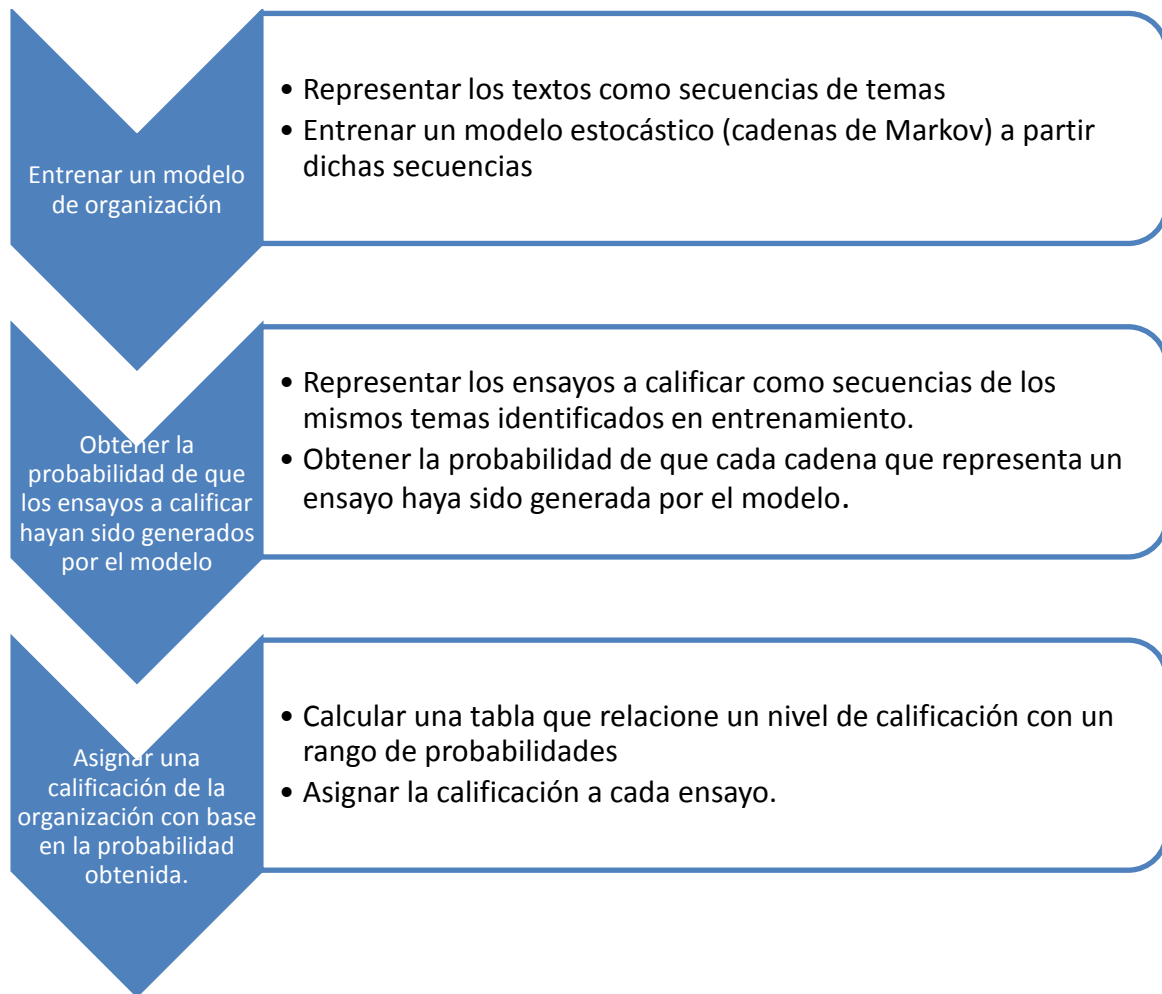 Entrenar un modelo
de organización
• Representar los textos como secuencias de temas
• Entrenar un modelo estocástico (cadenas de Markov) a partir
dichas secuencias
Obtener la
probabilidad de que
los ensayos a calificar
hayan sido generados
por el modelo
• Representar los ensayos a calificar como secuencias de los
mismos temas identificados en entrenamiento.
• Obtener la probabilidad de que cada cadena que representa un
ensayo haya sido generada por el modelo.
Asignar una
calificación de la
organización con base
en la probabilidad
obtenida.
• Calcular una tabla que relacione un nivel de calificación con un
rango de probabilidades
• Asignar la calificación a cada ensayo.